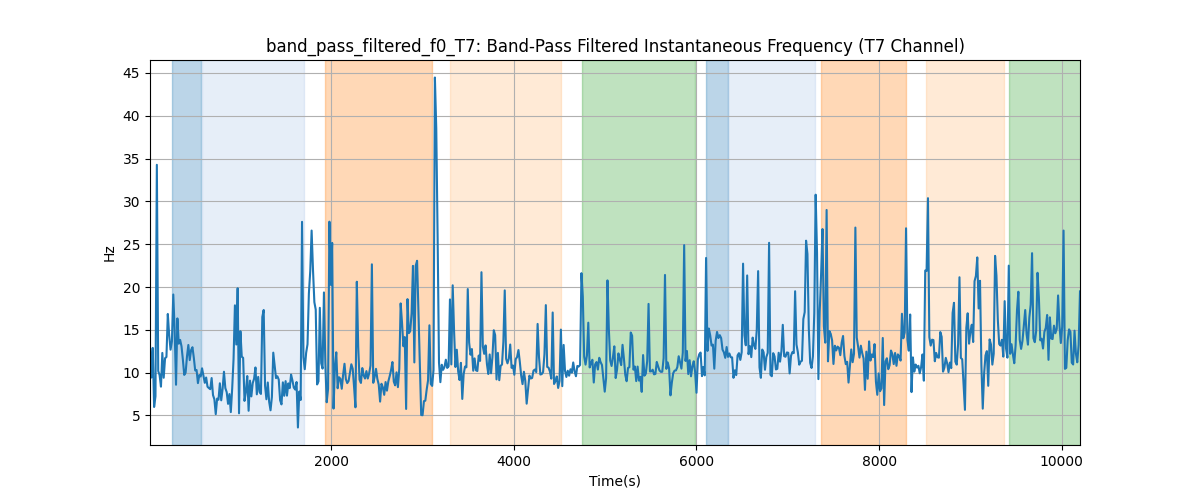 band_pass_filtered_f0_T7: Band-Pass Filtered Instantaneous Frequency (T7 Channel)
45
40
35
30
25
20
15
10
5
Hz
2000 4000 6000 8000 10000
Time(s)